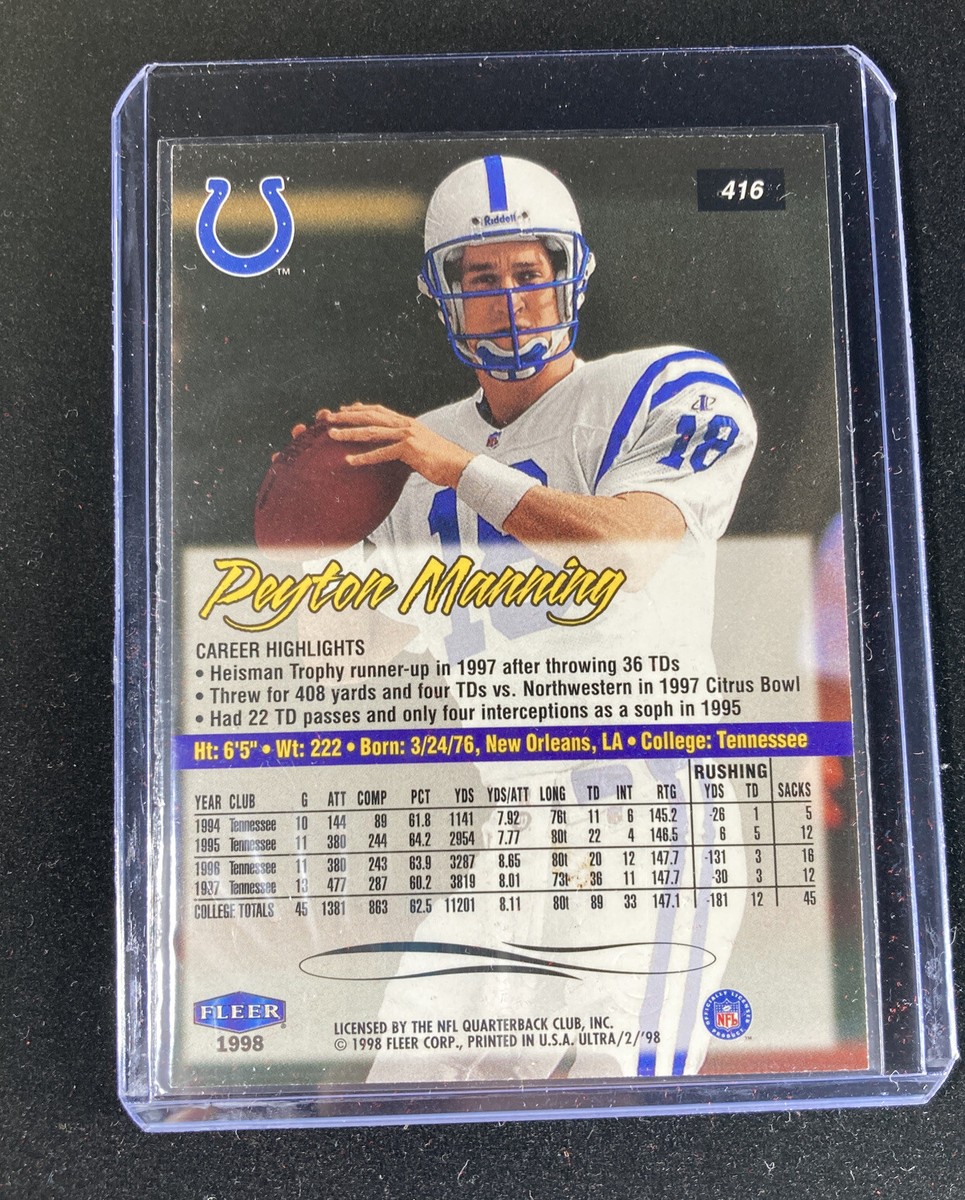 416
TM
Riddell
18
18
Peyton Manning
CAREER HIGHLIGHTS
• Heisman Trophy runner-up in 1997 after throwing 36 TDs
• Threw for 408 yards and four TDs vs. Northwestern in 1997 Citrus Bowl
• Had 22 TD passes and only four interceptions as a soph in 1995
Ht: 6'5" • Wt: 222 • Born: 3/24/76, New Orleans, LA • College: Tennessee
RUSHING
YEAR CLUB G ATT COMP PCT YDS YDS/ATT LONG TD INT RTG YDS TD SACKS
1994 Tennessee 10 144 89 61.8 1141 7.92 76t 11 6 145.2 -26 1 5
1995 Tennessee 11 380 244 64.2 2954 7.77 80t 22 4 146.5 6 5 12
1996 Tennessee 11 380 243 63.9 3287 8.65 80t 20 12 147.7 -131 3 16
1997 Tennessee 13 477 287 60.2 3819 8.01 73t 36 11 147.7 -30 3 12
COLLEGE TOTALS 45 1381 863 62.5 11201 8.11 80t 89 33 147.1 -181 12 45
FLEER
1998
LICENSED BY THE NFL QUARTERBACK CLUB, INC.
© 1998 FLEER CORP., PRINTED IN U.S.A. ULTRA/2/'98
OFFICIALLY LICENSED
NFL
PRODUCT
TM